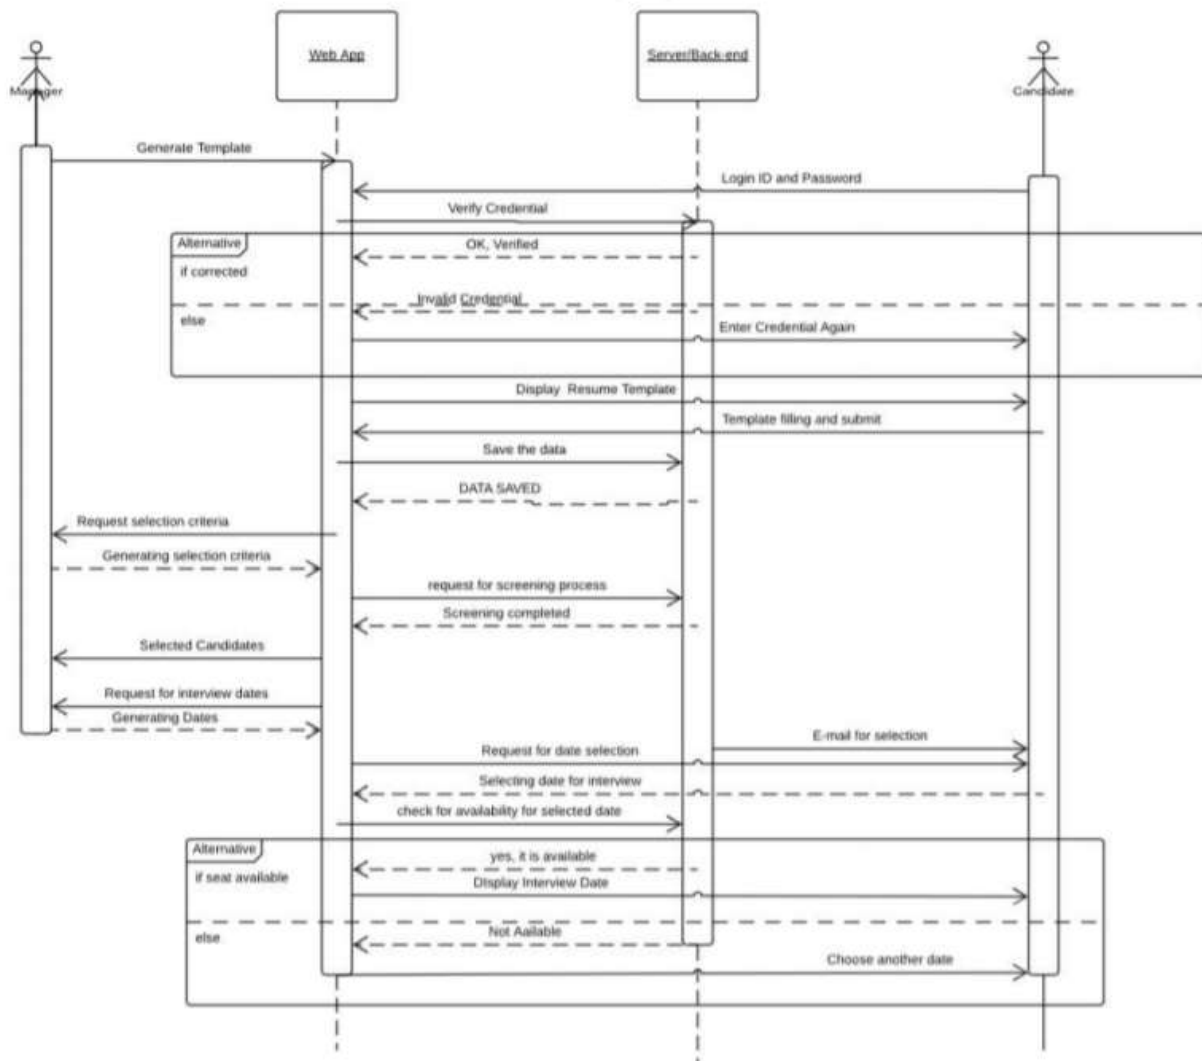 Web App
Server/Back-end
Manager
Candidate
Generate Template
Login ID and Password
Verify Credential
Alternative
OK, Verified
if corrected
Invalid Credential
else
Enter Credential Again
Display Resume Template
Template filling and submit
Save the data
DATA SAVED
Request selection criteria
Generating selection criteria
request for screening process
Screening completed
Selected Candidates
Request for interview dates
Generating Dates
E-mail for selection
Request for date selection
Selecting date for interview
check for availability for selected date
Alternative
yes, it is available
if seat available
DIsplay Interview Date
Not Aailable
else
Choose another date